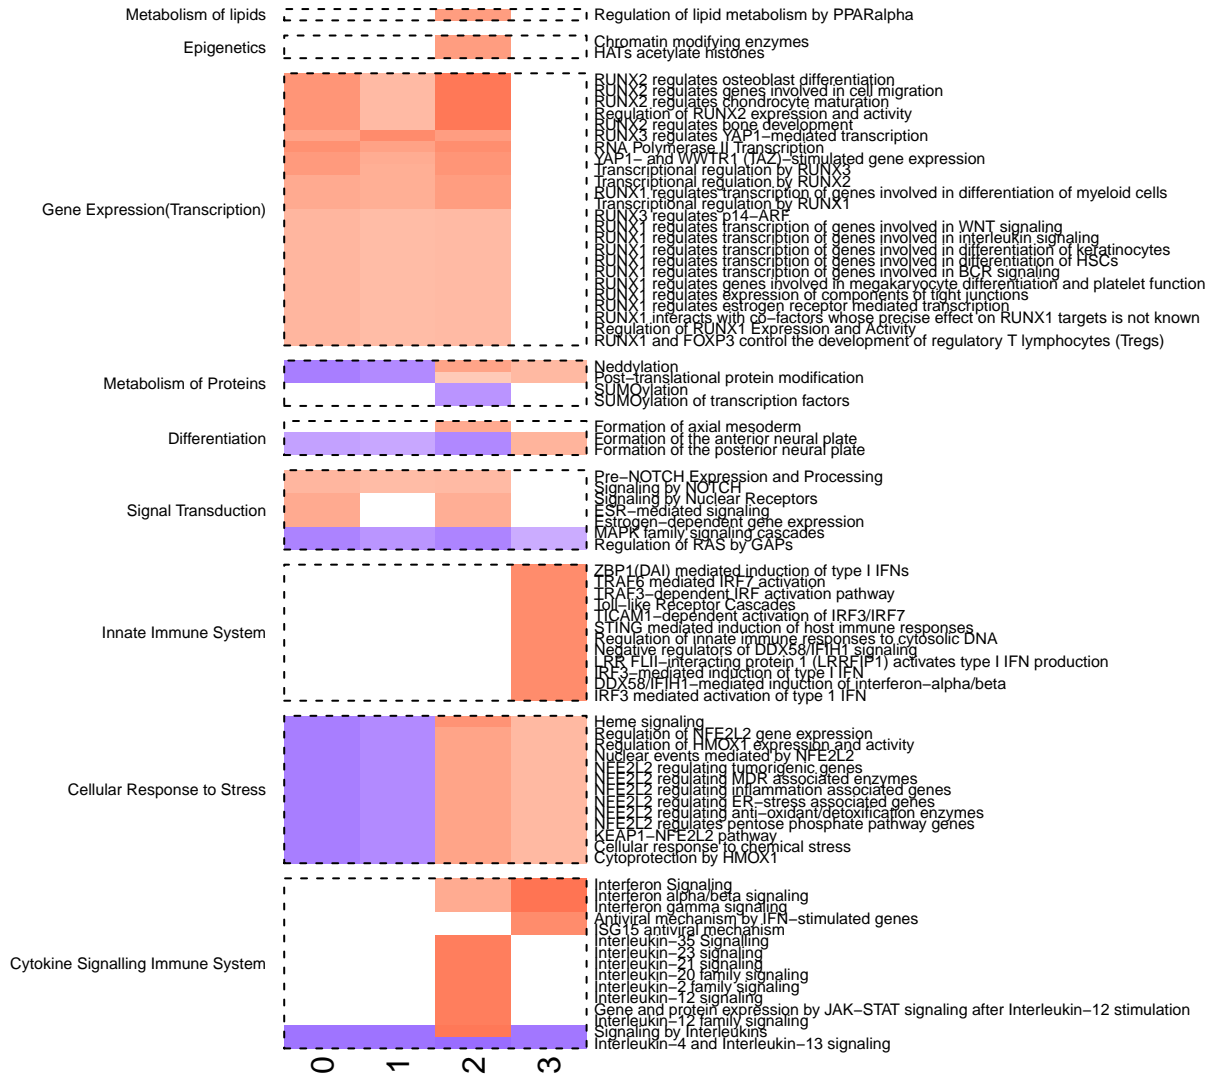 Metabolism of lipids
Regulation of lipid metabolism by PPARalpha
Epigenetics
Chromatin modifying enzymes
HATs acetylate histones
Gene Expression(Transcription)
RUNX2 regulates osteoblast differentiation
RUNX2 regulates genes involved in cell migration
RUNX2 regulates chondrocyte maturation
Regulation of RUNX2 expression and activity
RUNX2 regulates bone development
RUNX3 regulates YAP1−mediated transcription
RNA Polymerase II Transcription
YAP1− and WWTR1 (TAZ)−stimulated gene expression
Transcriptional regulation by RUNX3
Transcriptional regulation by RUNX2
RUNX1 regulates transcription of genes involved in differentiation of myeloid cells
Transcriptional regulation by RUNX1
RUNX3 regulates p14−ARF
RUNX1 regulates transcription of genes involved in WNT signaling
RUNX1 regulates transcription of genes involved in interleukin signaling
RUNX1 regulates transcription of genes involved in differentiation of keratinocytes
RUNX1 regulates transcription of genes involved in differentiation of HSCs
RUNX1 regulates transcription of genes involved in BCR signaling
RUNX1 regulates genes involved in megakaryocyte differentiation and platelet function
RUNX1 regulates expression of components of tight junctions
RUNX1 regulates estrogen receptor mediated transcription
RUNX1 interacts with co−factors whose precise effect on RUNX1 targets is not known
Regulation of RUNX1 Expression and Activity
RUNX1 and FOXP3 control the development of regulatory T lymphocytes (Tregs)
Metabolism of Proteins
Neddylation
Post−translational protein modification
SUMOylation
SUMOylation of transcription factors
Differentiation
Formation of axial mesoderm
Formation of the anterior neural plate
Formation of the posterior neural plate
Signal Transduction
Pre−NOTCH Expression and Processing
Signaling by NOTCH
Signaling by Nuclear Receptors
ESR−mediated signaling
Estrogen−dependent gene expression
MAPK family signaling cascades
Regulation of RAS by GAPs
Innate Immune System
ZBP1(DAI) mediated induction of type I IFNs
TRAF6 mediated IRF7 activation
TRAF3−dependent IRF activation pathway
Toll−like Receptor Cascades
TICAM1−dependent activation of IRF3/IRF7
STING mediated induction of host immune responses
Regulation of innate immune responses to cytosolic DNA
Negative regulators of DDX58/IFIH1 signaling
LRR FLII−interacting protein 1 (LRRFIP1) activates type I IFN production
IRF3−mediated induction of type I IFN
DDX58/IFIH1−mediated induction of interferon−alpha/beta
IRF3 mediated activation of type 1 IFN
Cellular Response to Stress
Heme signaling
Regulation of NFE2L2 gene expression
Regulation of HMOX1 expression and activity
Nuclear events mediated by NFE2L2
NFE2L2 regulating tumorigenic genes
NFE2L2 regulating MDR associated enzymes
NFE2L2 regulating inflammation associated genes
NFE2L2 regulating ER−stress associated genes
NFE2L2 regulating anti−oxidant/detoxification enzymes
NFE2L2 regulates pentose phosphate pathway genes
KEAP1−NFE2L2 pathway
Cellular response to chemical stress
Cytoprotection by HMOX1
Cytokine Signalling Immune System
Interferon Signaling
Interferon alpha/beta signaling
Interferon gamma signaling
Antiviral mechanism by IFN−stimulated genes
ISG15 antiviral mechanism
Interleukin−35 Signalling
Interleukin−23 signaling
Interleukin−21 signaling
Interleukin−20 family signaling
Interleukin−2 family signaling
Interleukin−12 signaling
Gene and protein expression by JAK−STAT signaling after Interleukin−12 stimulation
Interleukin−12 family signaling
Signaling by Interleukins
Interleukin−4 and Interleukin−13 signaling
0 1 2 3